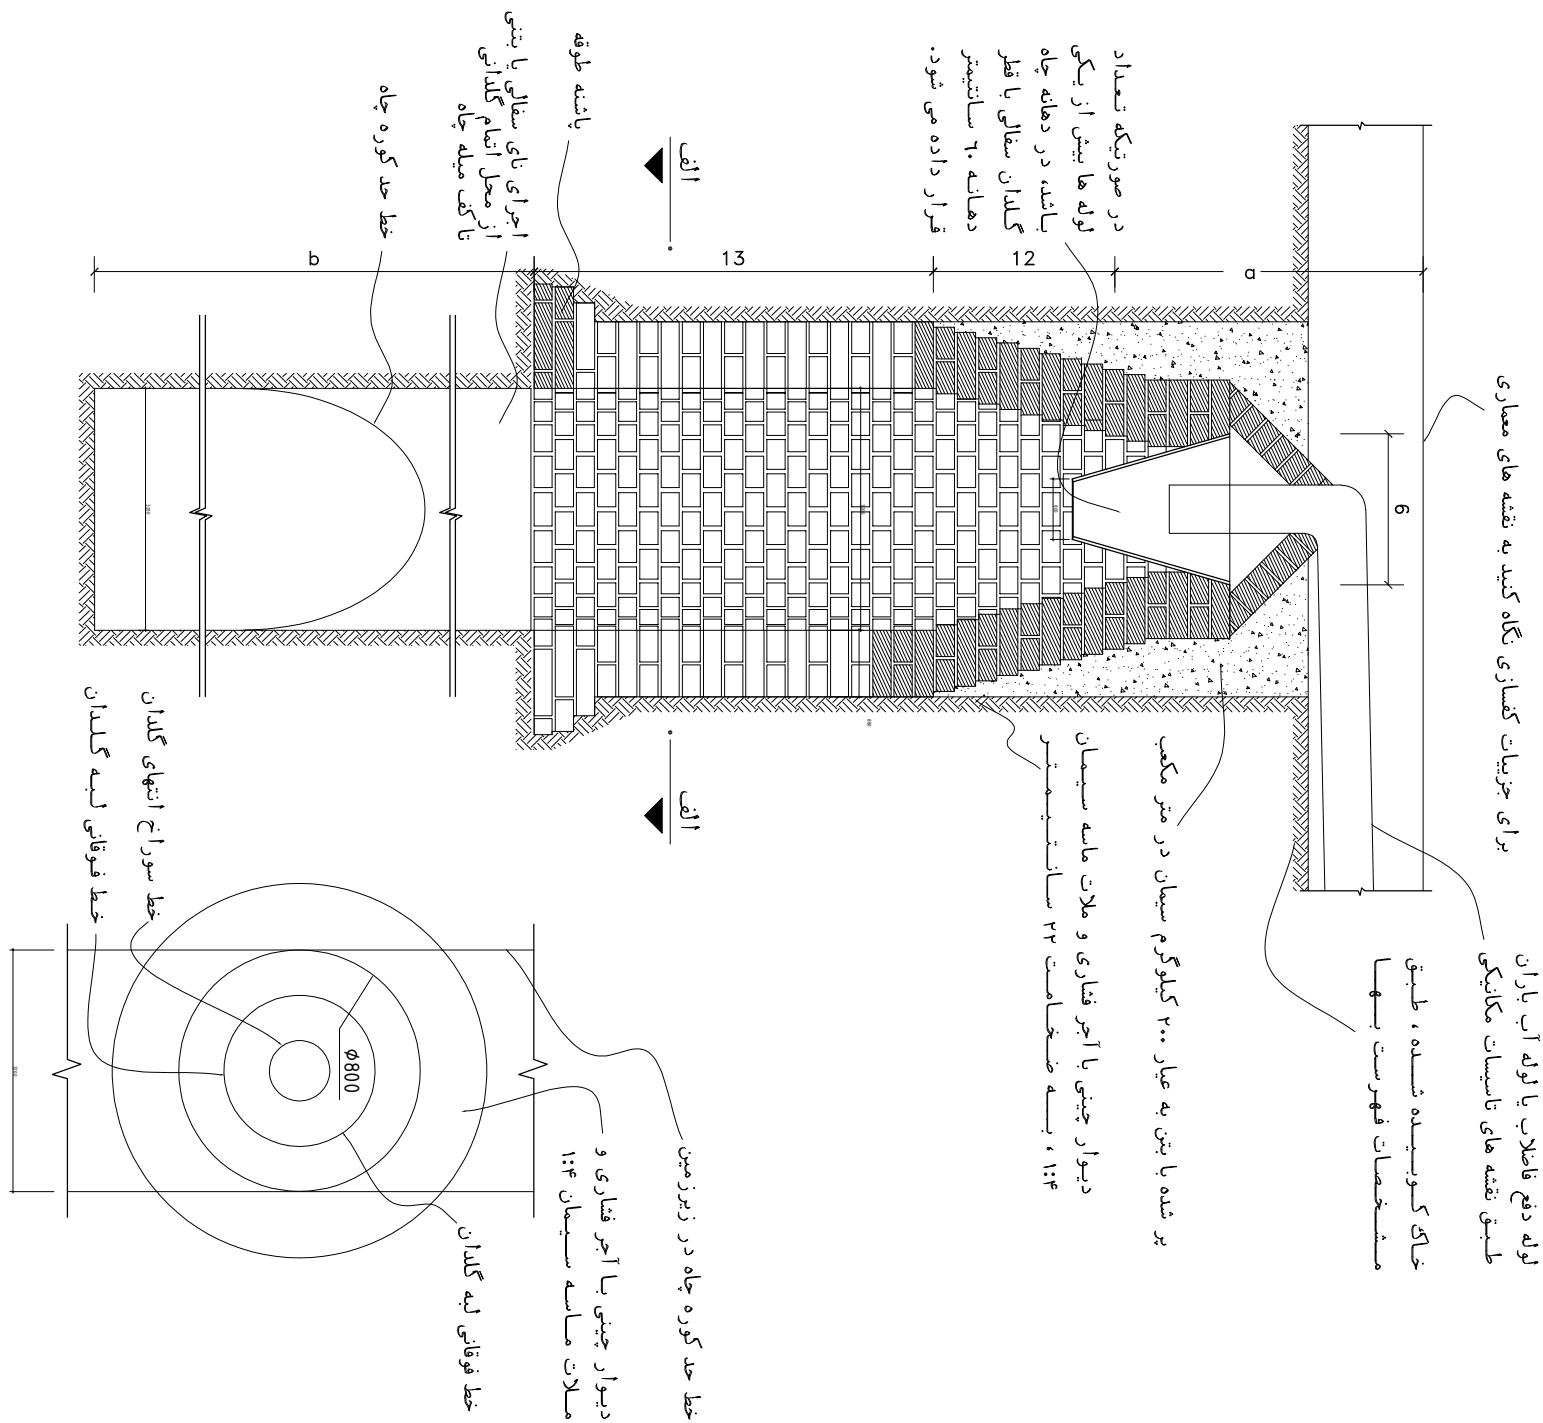 برای جزییات کفسازی نگاه کنید به نقشه های معماری
لوله دفع فاضلاب یا لوله آب باران
طبق نقشه های تاسیسات مکانیکی
خاک کوبیده شده، طبق
مشخصات فهرست بها
در صورتیکه تعداد
لوله ها بیش از یکی
باشد، در دهانه چاه
گلدان سفالی با قطر
دهانه ٦٠ سانتیمتر
قرار داده می شود.
پر شده با بتن به عیار ۲۰۰ کیلوگرم سیمان در متر مکعب
دیوار چینی با آجر فشاری و ملات ماسه سیمان
۱:۴ ، به ضخامت ۲۲ سانتیمتر
a
12
13
b
6
الف
الف
پاشنه طوقه
اجرای نای سفالی یا بتنی
از محل اتمام گلدانی
تا کف میله چاه
خط حد کوره چاه
خط سوراخ انتهای گلدان
خط فوقانی لبه گلدان
Ø800
خط حد کوره چاه در زیرزمین
دیوار چینی با آجر فشاری و
ملات ماسه سیمان ۱:۴
خط فوقانی لبه گلدان